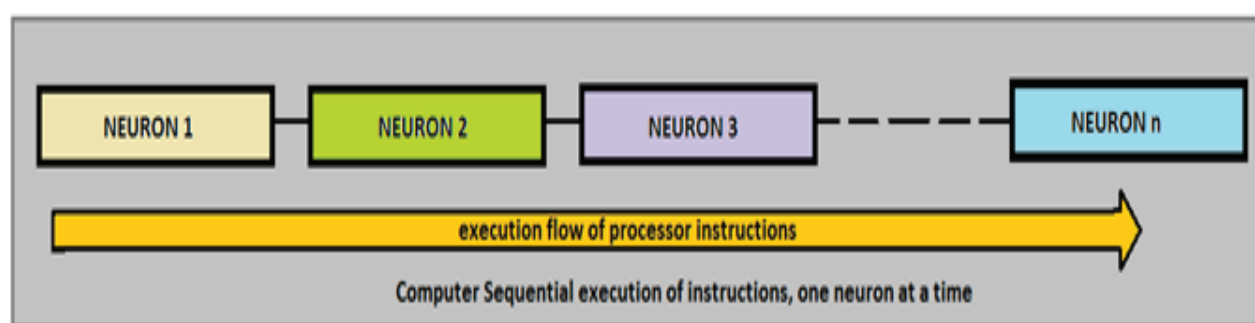 NEURON 1
NEURON 2
NEURON 3
NEURON n
execution flow of processor instructions
Computer Sequential execution of instructions, one neuron at a time